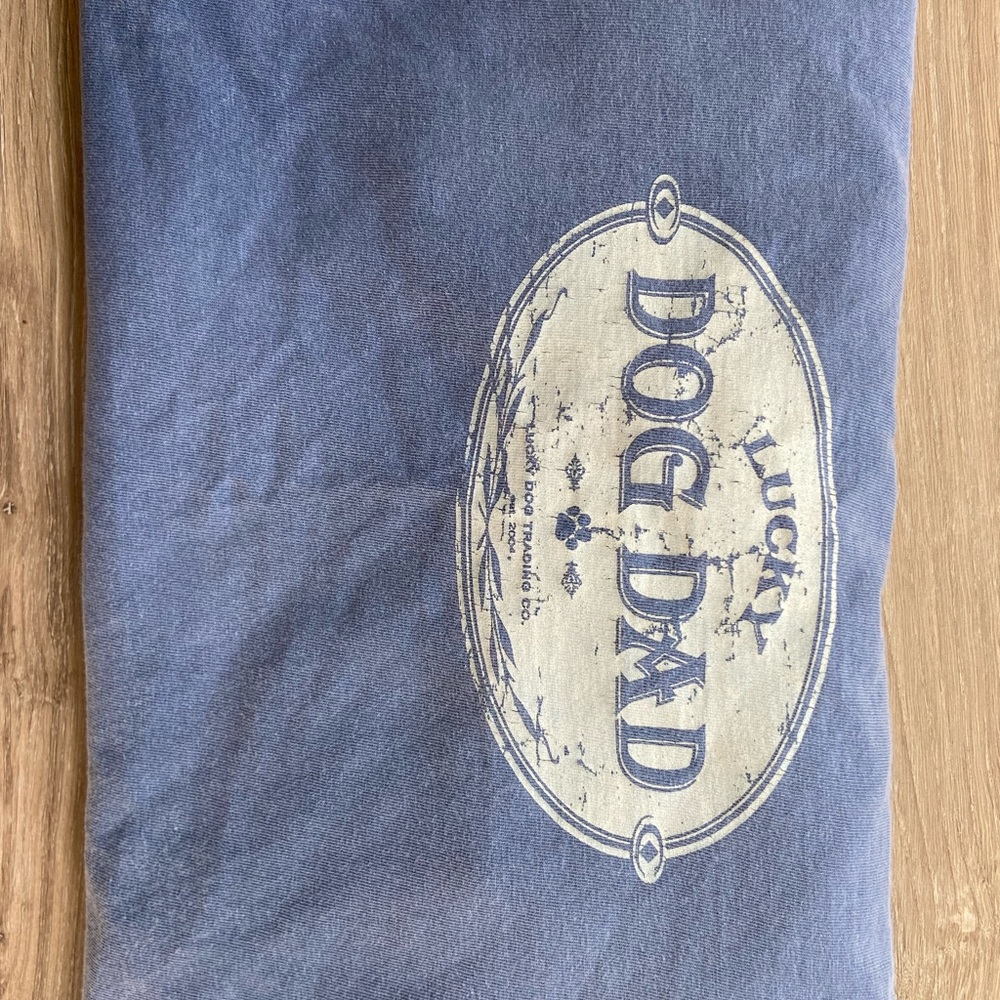 LUCKY
DOG DAD
LUCKY DOG TRADING CO.
est. 2004.